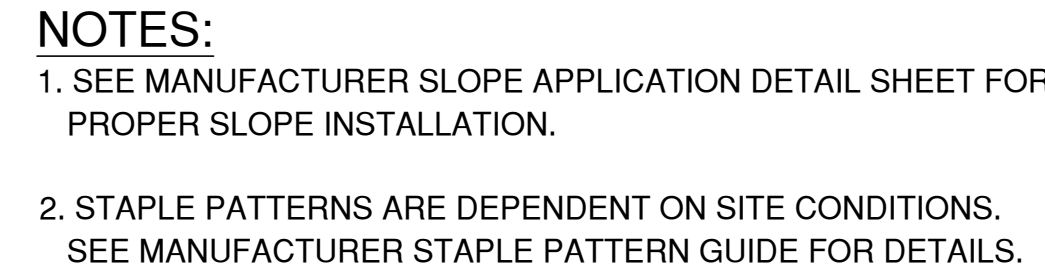 NOTES:
1. SEE MANUFACTURER SLOPE APPLICATION DETAIL SHEET FOR
PROPER SLOPE INSTALLATION.
2. STAPLE PATTERNS ARE DEPENDENT ON SITE CONDITIONS.
SEE MANUFACTURER STAPLE PATTERN GUIDE FOR DETAILS.